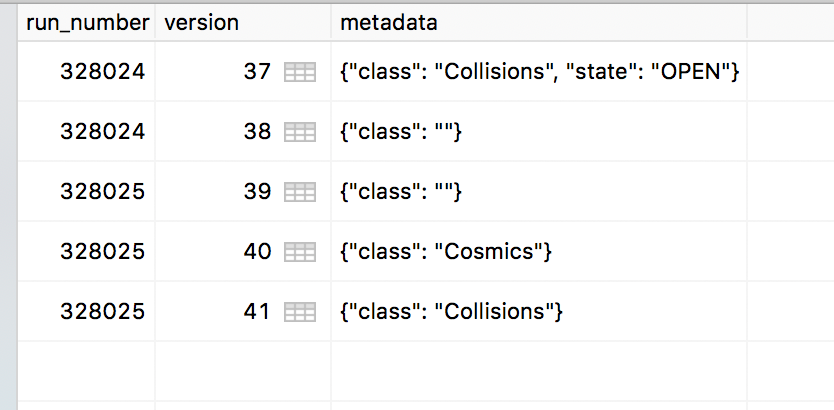 run_number version metadata
328024 37 {"class": "Collisions", "state": "OPEN"}
328024 38 {"class": ""}
328025 39 {"class": ""}
328025 40 {"class": "Cosmics"}
328025 41 {"class": "Collisions"}